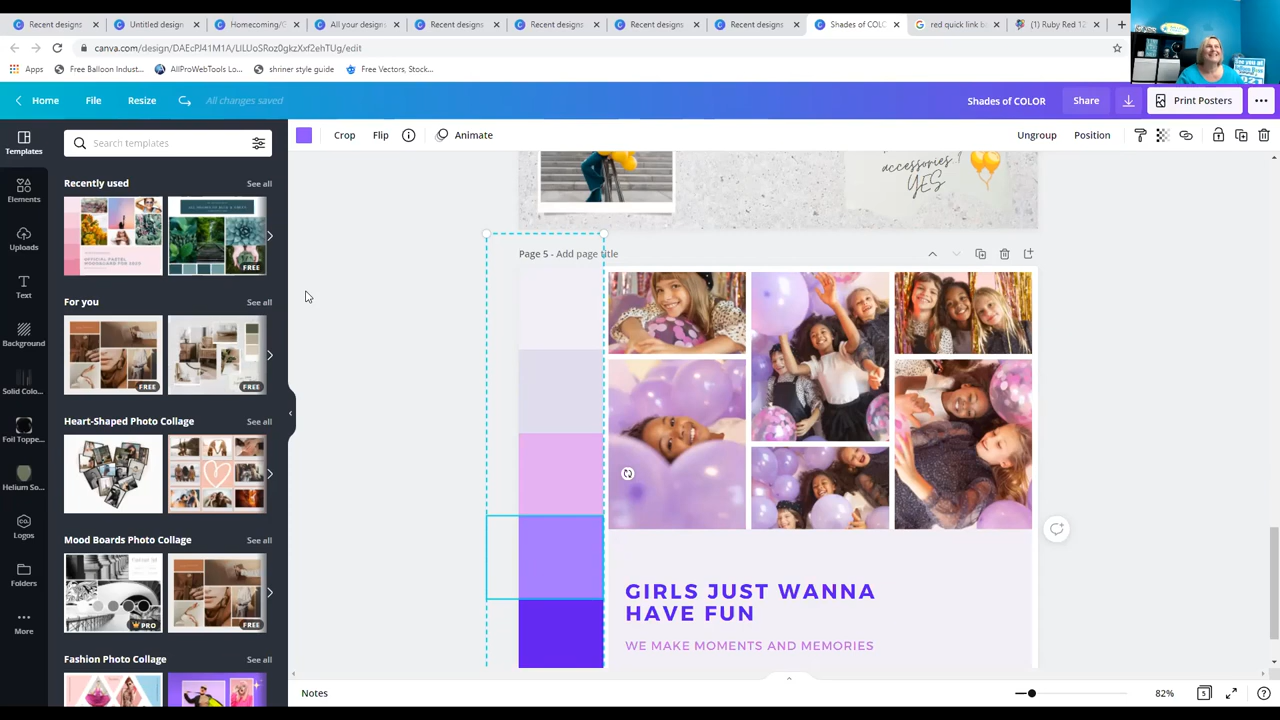 Recent designs
Untitled design
Homecoming/G
All your designs
Recent designs
Recent designs
Recent designs
Recent designs
Shades of COL
red quick link b
(1) Ruby Red 12
canva.com/design/DAEcPJ41M1A/LlLUoSRoz0gkzXxf2ehTUg/edit
Apps
Free Balloon Indust...
AllProWebTools Lo...
shriner style guide
Free Vectors, Stock...
Home
File
Resize
All changes saved
Shades of COLOR
Share
Print Posters
Templates
Search templates
Crop
Flip
Animate
Ungroup
Position
Elements
Uploads
Text
Background
Solid Colo...
Foil Toppe...
Helium So...
Logos
Folders
More
Recently used
See all
FREE
For you
See all
FREE
FREE
Heart-Shaped Photo Collage
See all
Mood Boards Photo Collage
See all
PRO
FREE
Fashion Photo Collage
See all
accessories?
YES
Page 5 - Add page title
GIRLS JUST WANNA
HAVE FUN
WE MAKE MOMENTS AND MEMORIES
Notes
82%
5